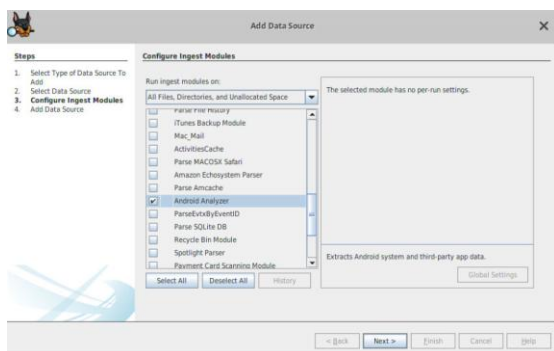 Add Data Source
Steps
1. Select Type of Data Source To
Add
2. Select Data Source
3. Configure Ingest Modules
4. Add Data Source
Configure Ingest Modules
Run ingest modules on:
All Files, Directories, and Unallocated Space
Parse File History
iTunes Backup Module
Mac_Mail
ActivitiesCache
Parse MACOSX Safari
Amazon Echosystem Parser
Parse Amcache
Android Analyzer
ParseEvtxByEventID
Parse SQLite DB
Recycle Bin Module
Spotlight Parser
Payment Card Scanning Module
Select All Deselect All History
The selected module has no per-run settings.
Extracts Android system and third-party app data.
Global Settings
< Back Next > Finish Cancel Help